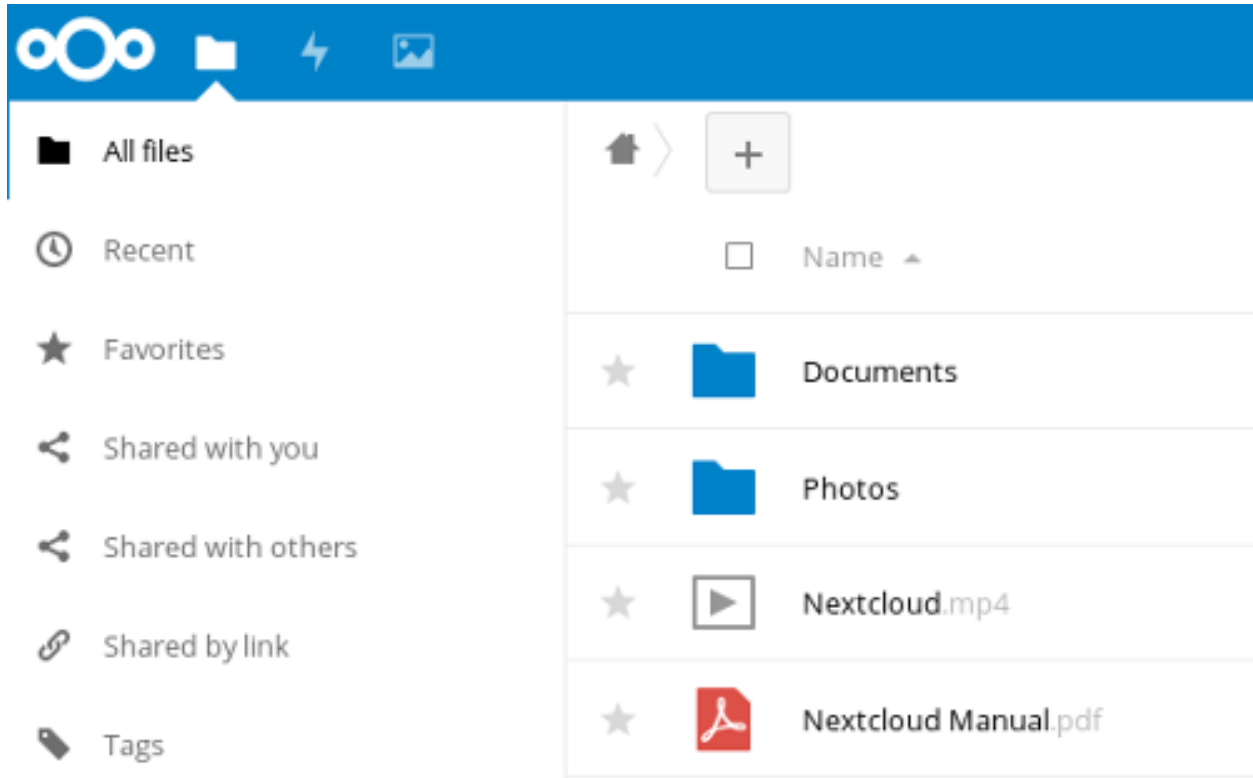 All files
Recent
Favorites
Shared with you
Shared with others
Shared by link
Tags
Name
Documents
Photos
Nextcloud.mp4
Nextcloud Manual.pdf